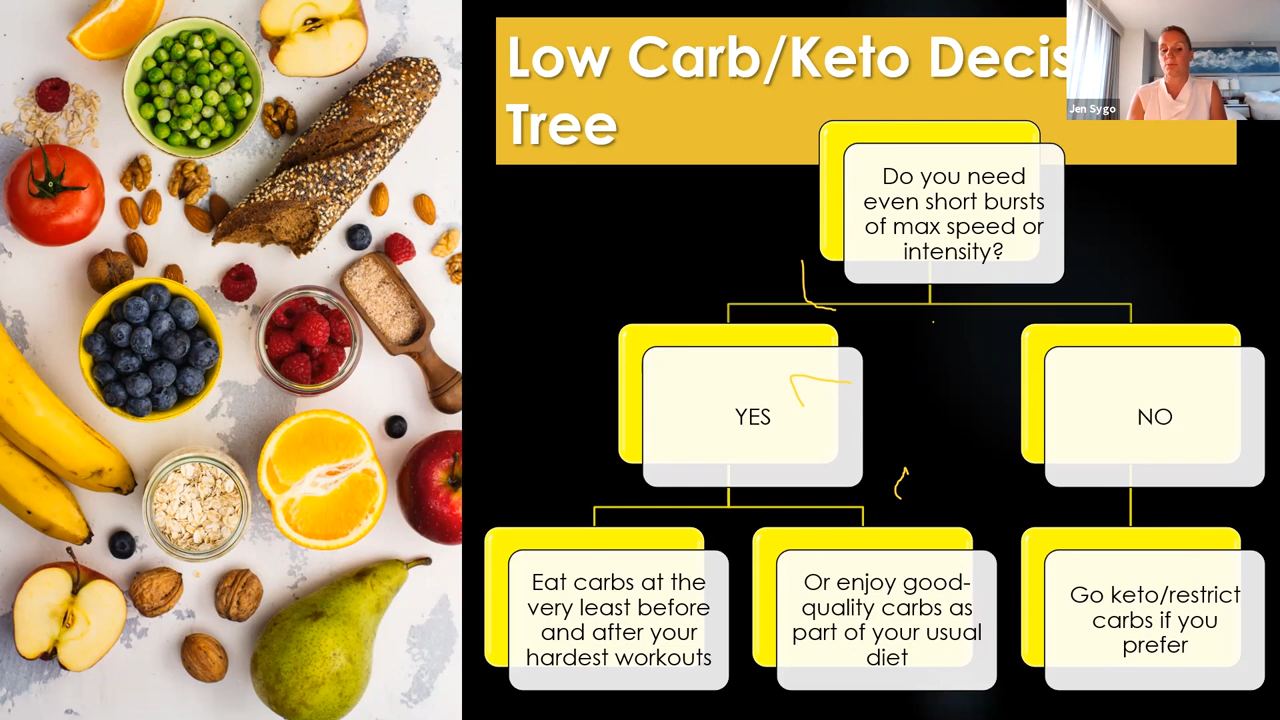 Low Carb/Keto Decis
Tree
Jen Sygo
Do you need
even short bursts
of max speed or
intensity?
YES
NO
Eat carbs at the
very least before
and after your
hardest workouts
Or enjoy good-
quality carbs as
part of your usual
diet
Go keto/restrict
carbs if you
prefer